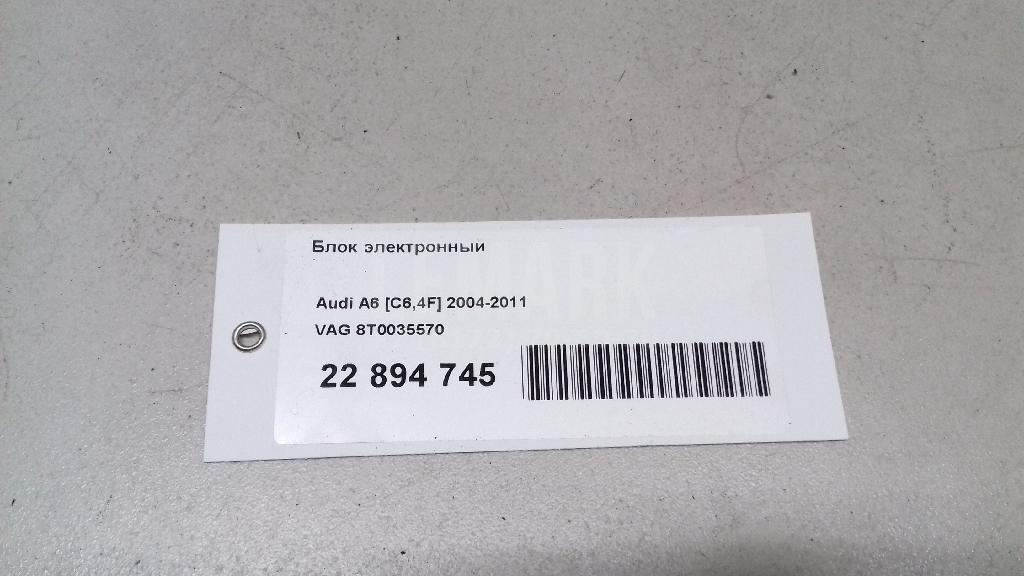 Блок электронный
Audi A6 [C6,4F] 2004-2011
VAG 8T0035570
22 894 745